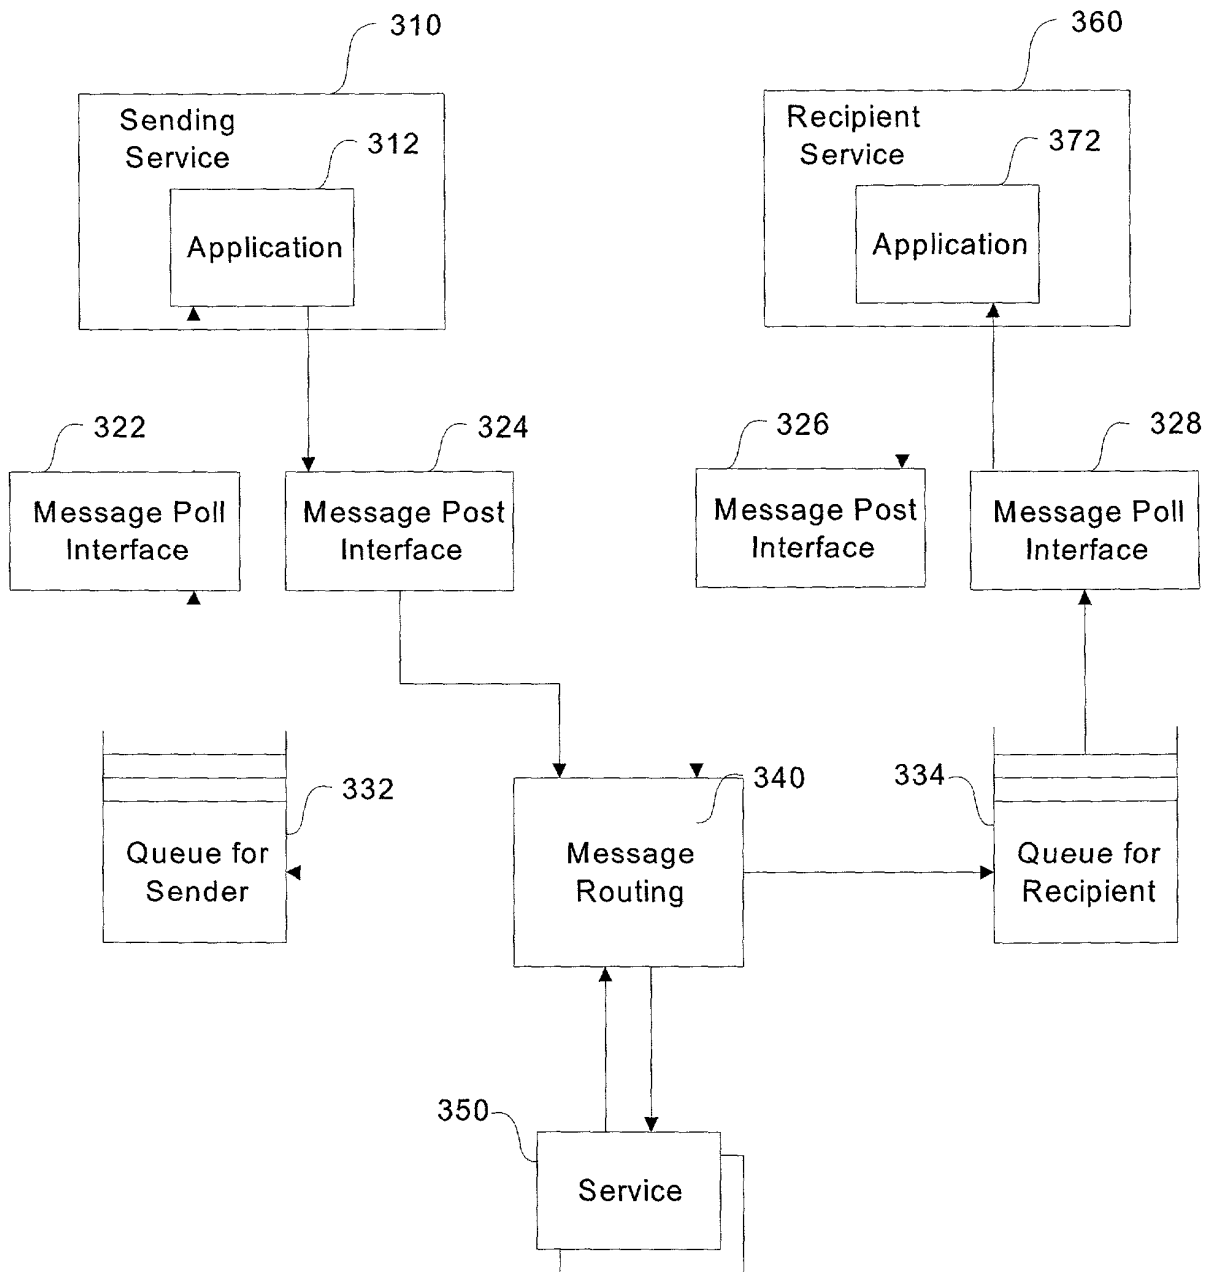 310
360
Sending
Service
312
Recipient
Service
372
Application
Application
322
324
326
328
Message Poll
Interface
Message Post
Interface
Message Post
Interface
Message Poll
Interface
332
340
334
Queue for
Sender
Message
Routing
Queue for
Recipient
350
Service